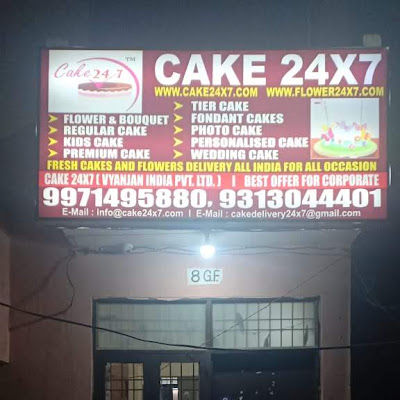 Cake 24x7
TM
CAKE 24X7
WWW.CAKE24X7.COM WWW.FLOWER24X7.COM
FLOWER & BOUQUET
REGULAR CAKE
KIDS CAKE
PREMIUM CAKE
TIER CAKE
FONDANT CAKES
PHOTO CAKE
PERSONALISED CAKE
WEDDING CAKE
FRESH CAKES AND FLOWERS DELIVERY ALL INDIA FOR ALL OCCASION
CAKE 24X7 ( VYANJAN INDIA PVT. LTD. ) | BEST OFFER FOR CORPORATE
9971495880, 9313044401
E-Mail : info@cake24x7.com | E-Mail : cakedelivery24x7@gmail.com
8 G.F.